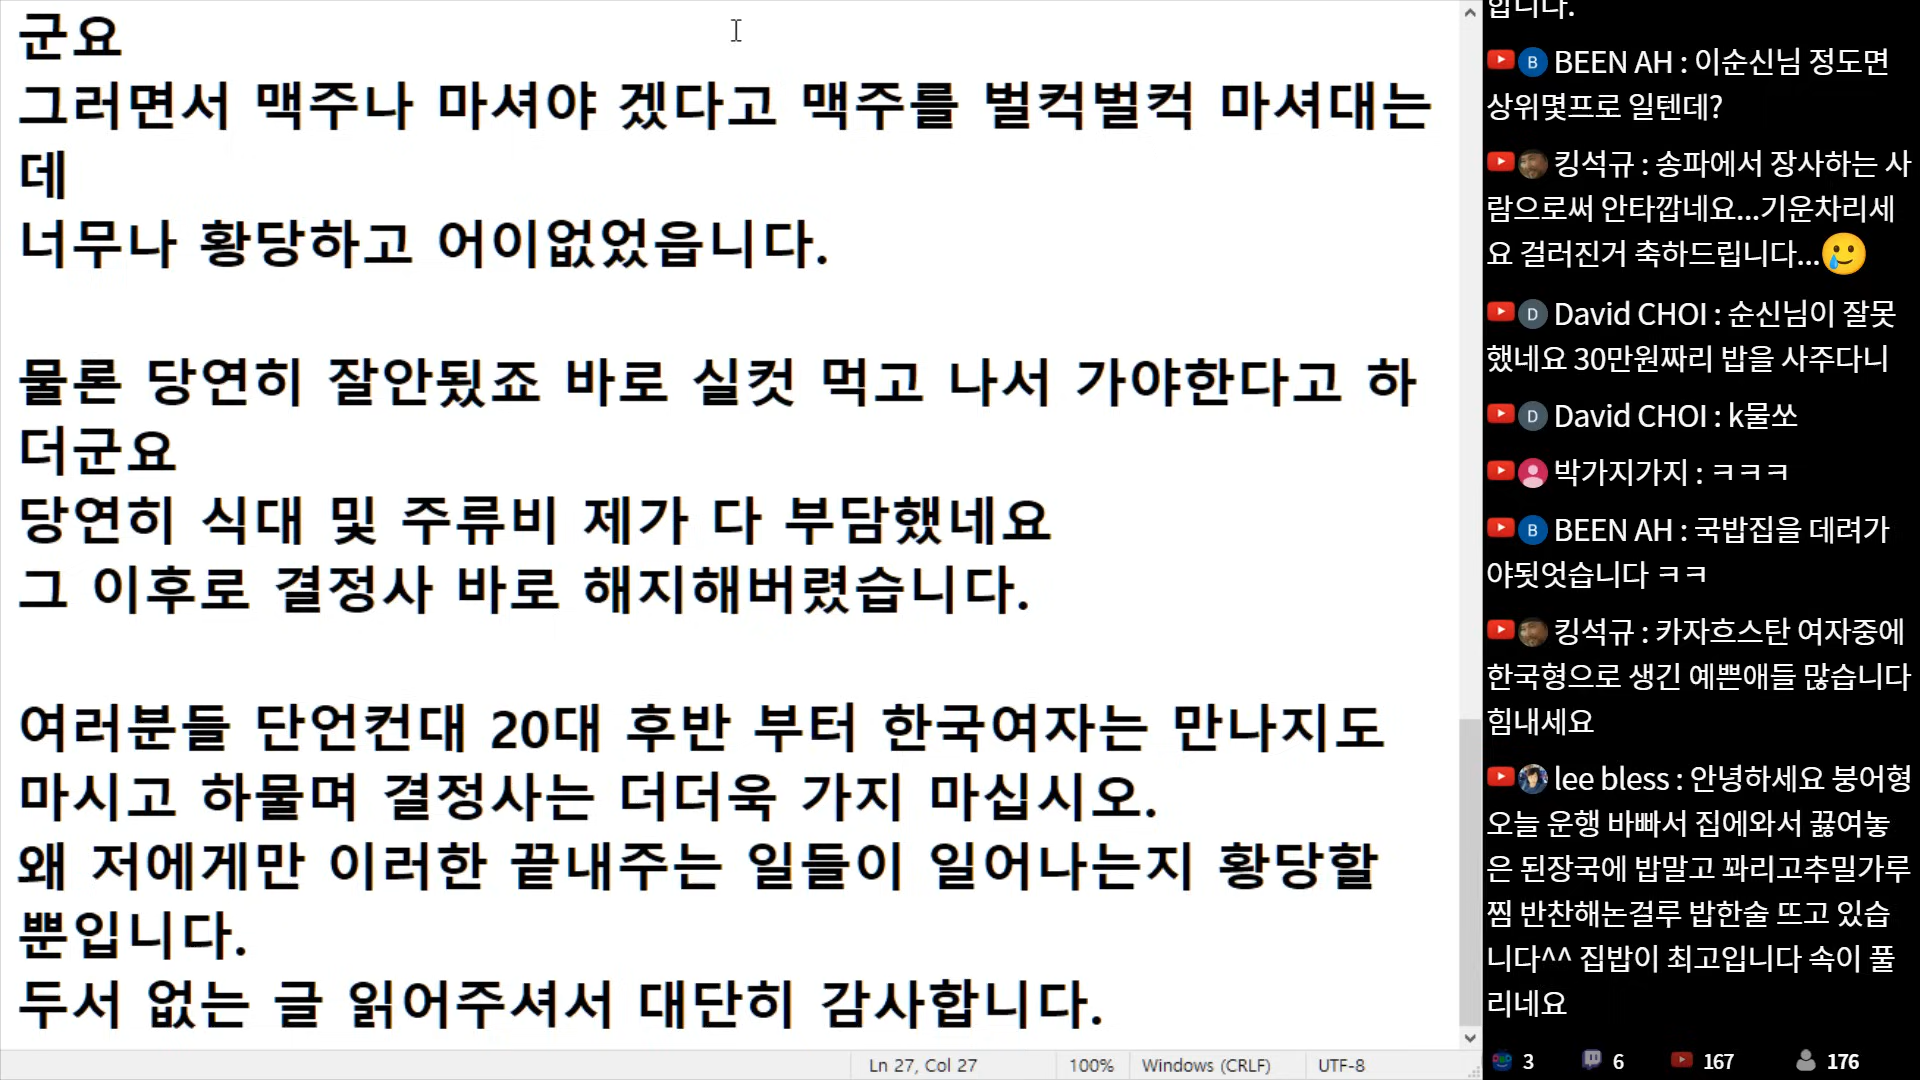 군요
그러면서 맥주나 마셔야 겠다고 맥주를 벌컥벌컥 마셔대는
데
너무나 황당하고 어이없었읍니다.
물론 당연히 잘안됬죠 바로 실컷 먹고 나서 가야한다고 하
더군요
당연히 식대 및 주류비 제가 다 부담했네요
그 이후로 결정사 바로 해지해버렸습니다.
여러분들 단언컨대 20대 후반 부터 한국여자는 만나지도
마시고 하물며 결정사는 더더욱 가지 마십시오.
왜 저에게만 이러한 끝내주는 일들이 일어나는지 황당할
뿐입니다.
두서 없는 글 읽어주셔서 대단히 감사합니다.
Ln 27, Col 27 100% Windows (CRLF) UTF-8
합니다.
B BEEN AH : 이순신님 정도면
상위몇프로 일텐데?
킹석규 : 송파에서 장사하는 사
람으로써 안타깝네요...기운차리세
요 걸러진거 축하드립니다...
D David CHOI : 순신님이 잘못
했네요 30만원짜리 밥을 사주다니
D David CHOI : k물쏘
박가지가지 : ㅋㅋㅋ
B BEEN AH : 국밥집을 데려가
야됫엇습니다 ㅋㅋ
킹석규 : 카자흐스탄 여자중에
한국형으로 생긴 예쁜애들 많습니다
힘내세요
lee bless : 안녕하세요 붕어형
오늘 운행 바빠서 집에와서 끓여놓
은 된장국에 밥말고 꽈리고추밀가루
찜 반찬해논걸루 밥한술 뜨고 있습
니다^^ 집밥이 최고입니다 속이 풀
리네요
3 6 167 176